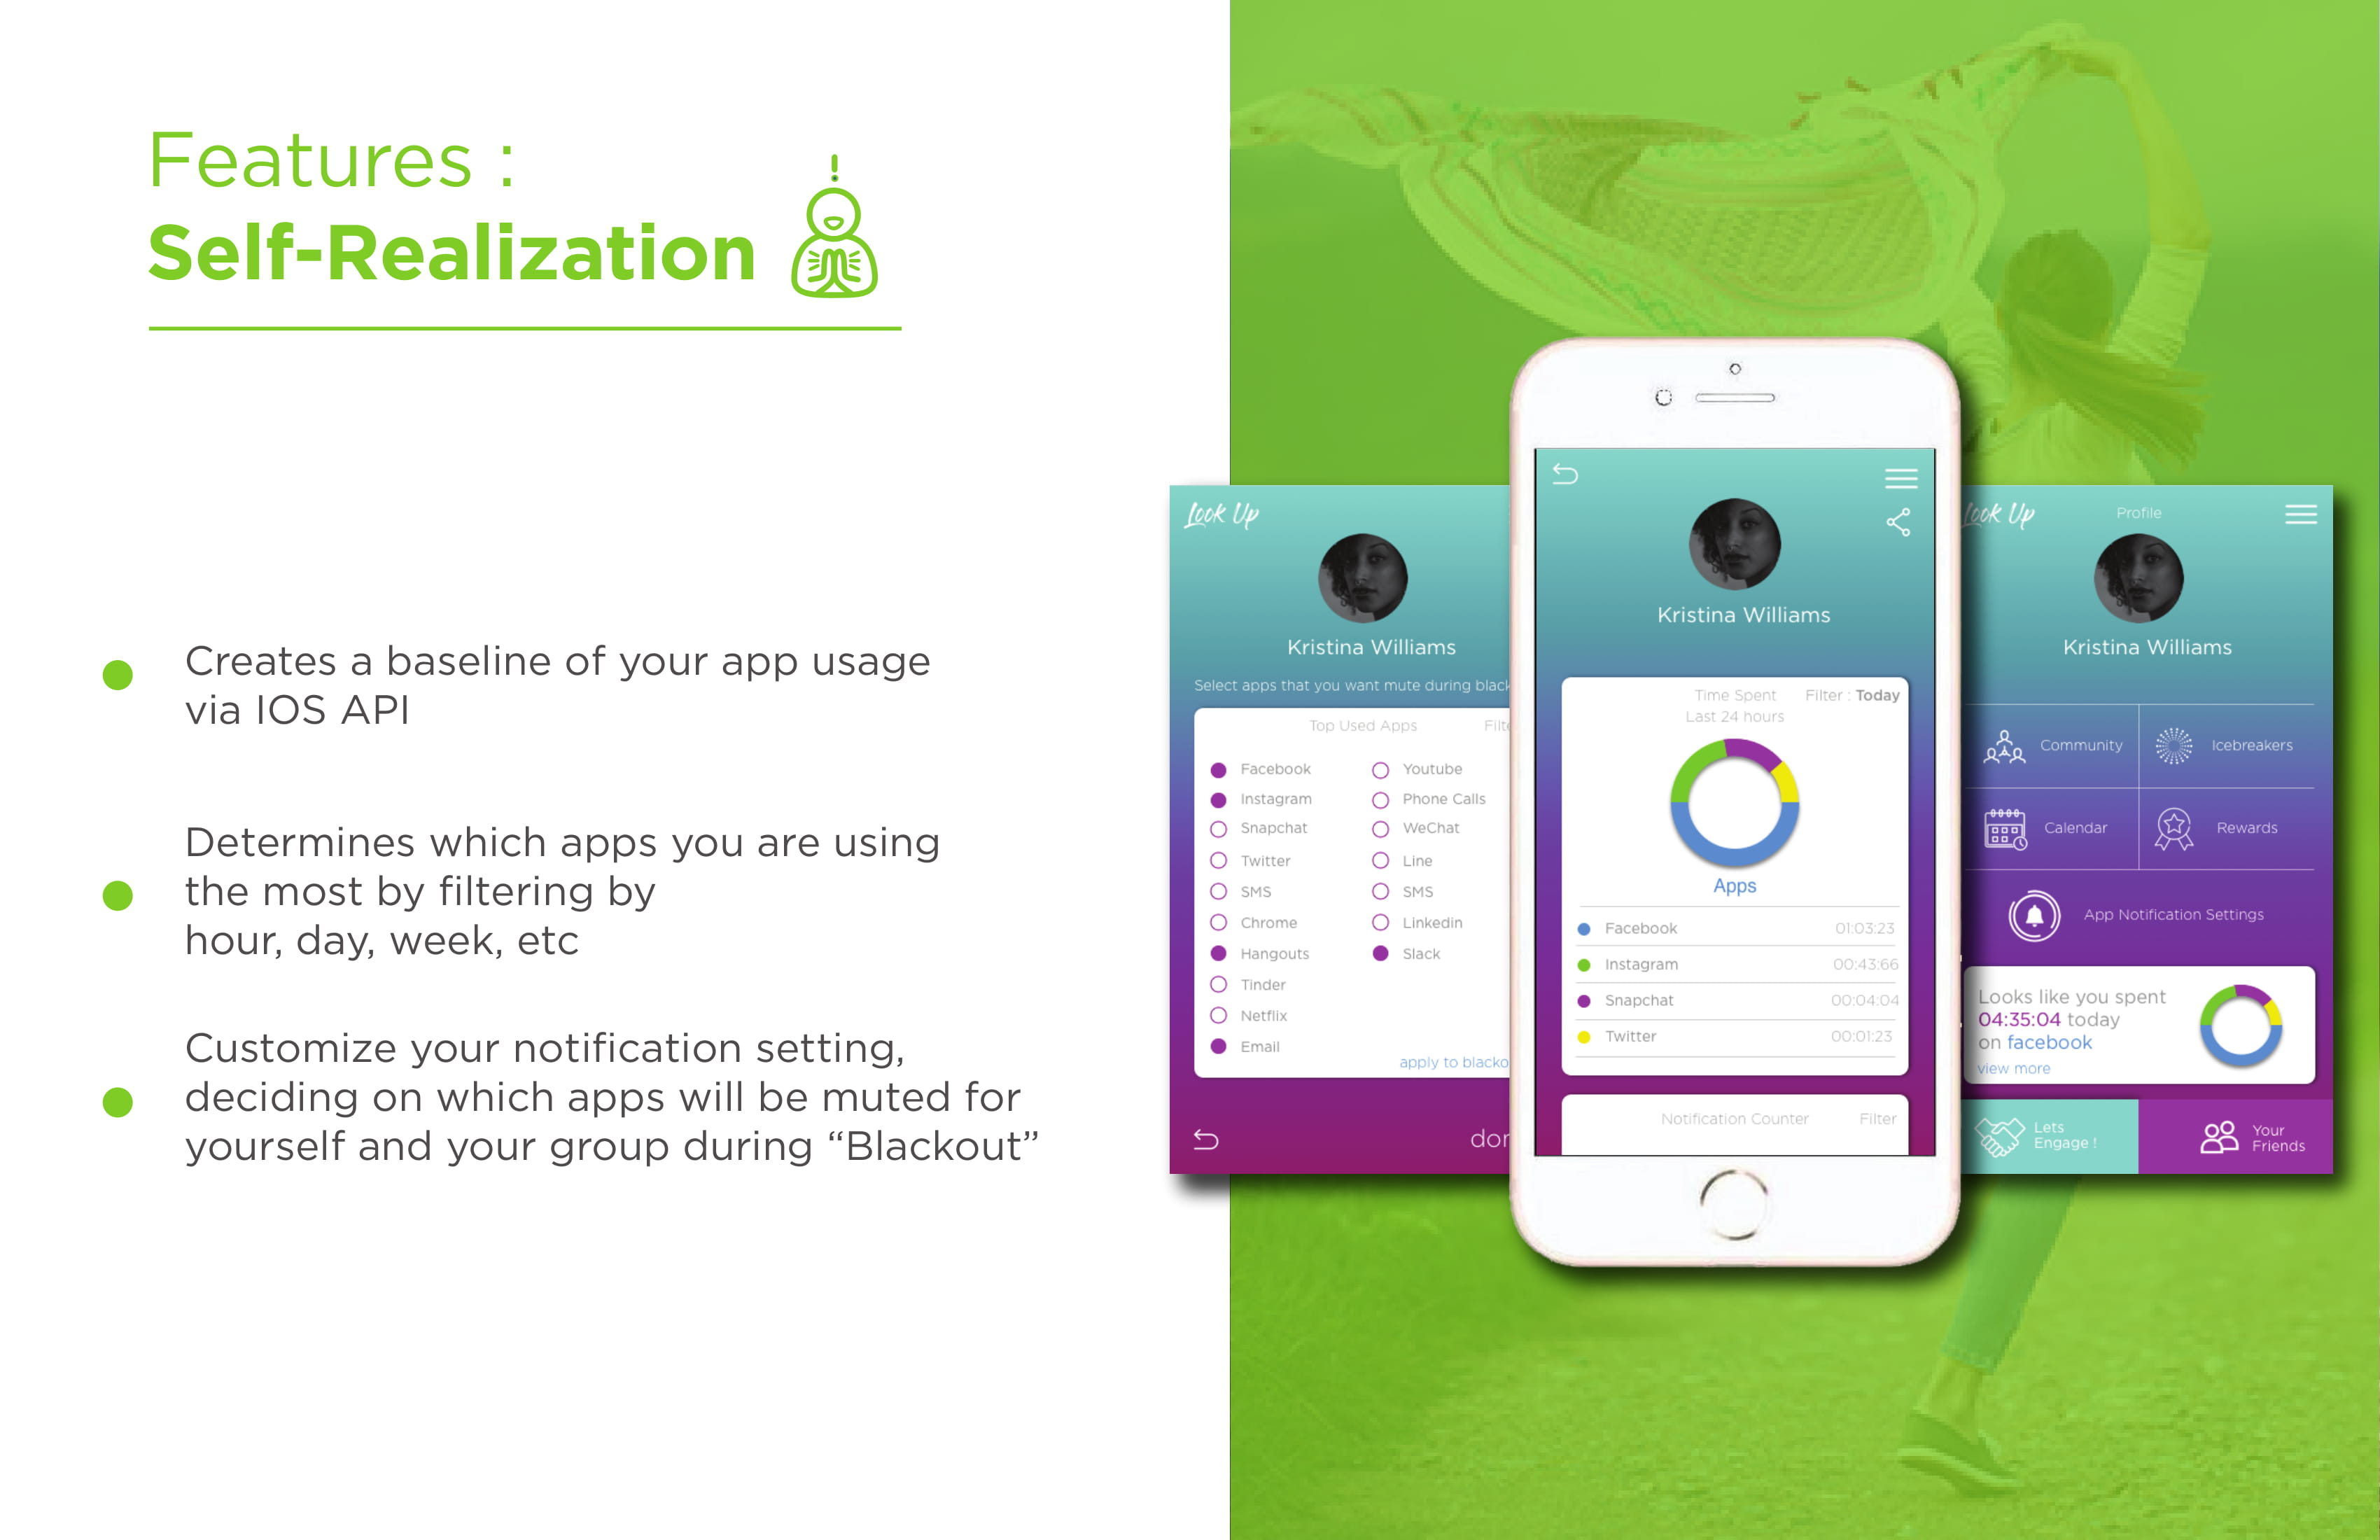 Features :
Self-Realization
Creates a baseline of your app usage
via IOS API
Determines which apps you are using
the most by filtering by
hour, day, week, etc
Customize your notification setting,
deciding on which apps will be muted for
yourself and your group during “Blackout”
Look Up
Kristina Williams
Select apps that you want mute during
Top Used Apps
Facebook
Instagram
Snapchat
Twitter
SMS
Chrome
Hangouts
Tinder
Netflix
Email
Youtube
Phone Calls
WeChat
Line
SMS
Linkedin
Slack
apply to
Kristina Williams
Time Spent Filter : Today
Last 24 hours
Apps
Facebook 01:03:23
Instagram 00:43:66
Snapchat 00:04:04
Twitter 00:01:23
Notification Counter Filter
Look Up Profile
Kristina Williams
Community Icebreakers
Calendar Rewards
App Notification Settings
Looks like you spent
04:35:04 today
on facebook
view more
Lets
Engage !
Your
Friends